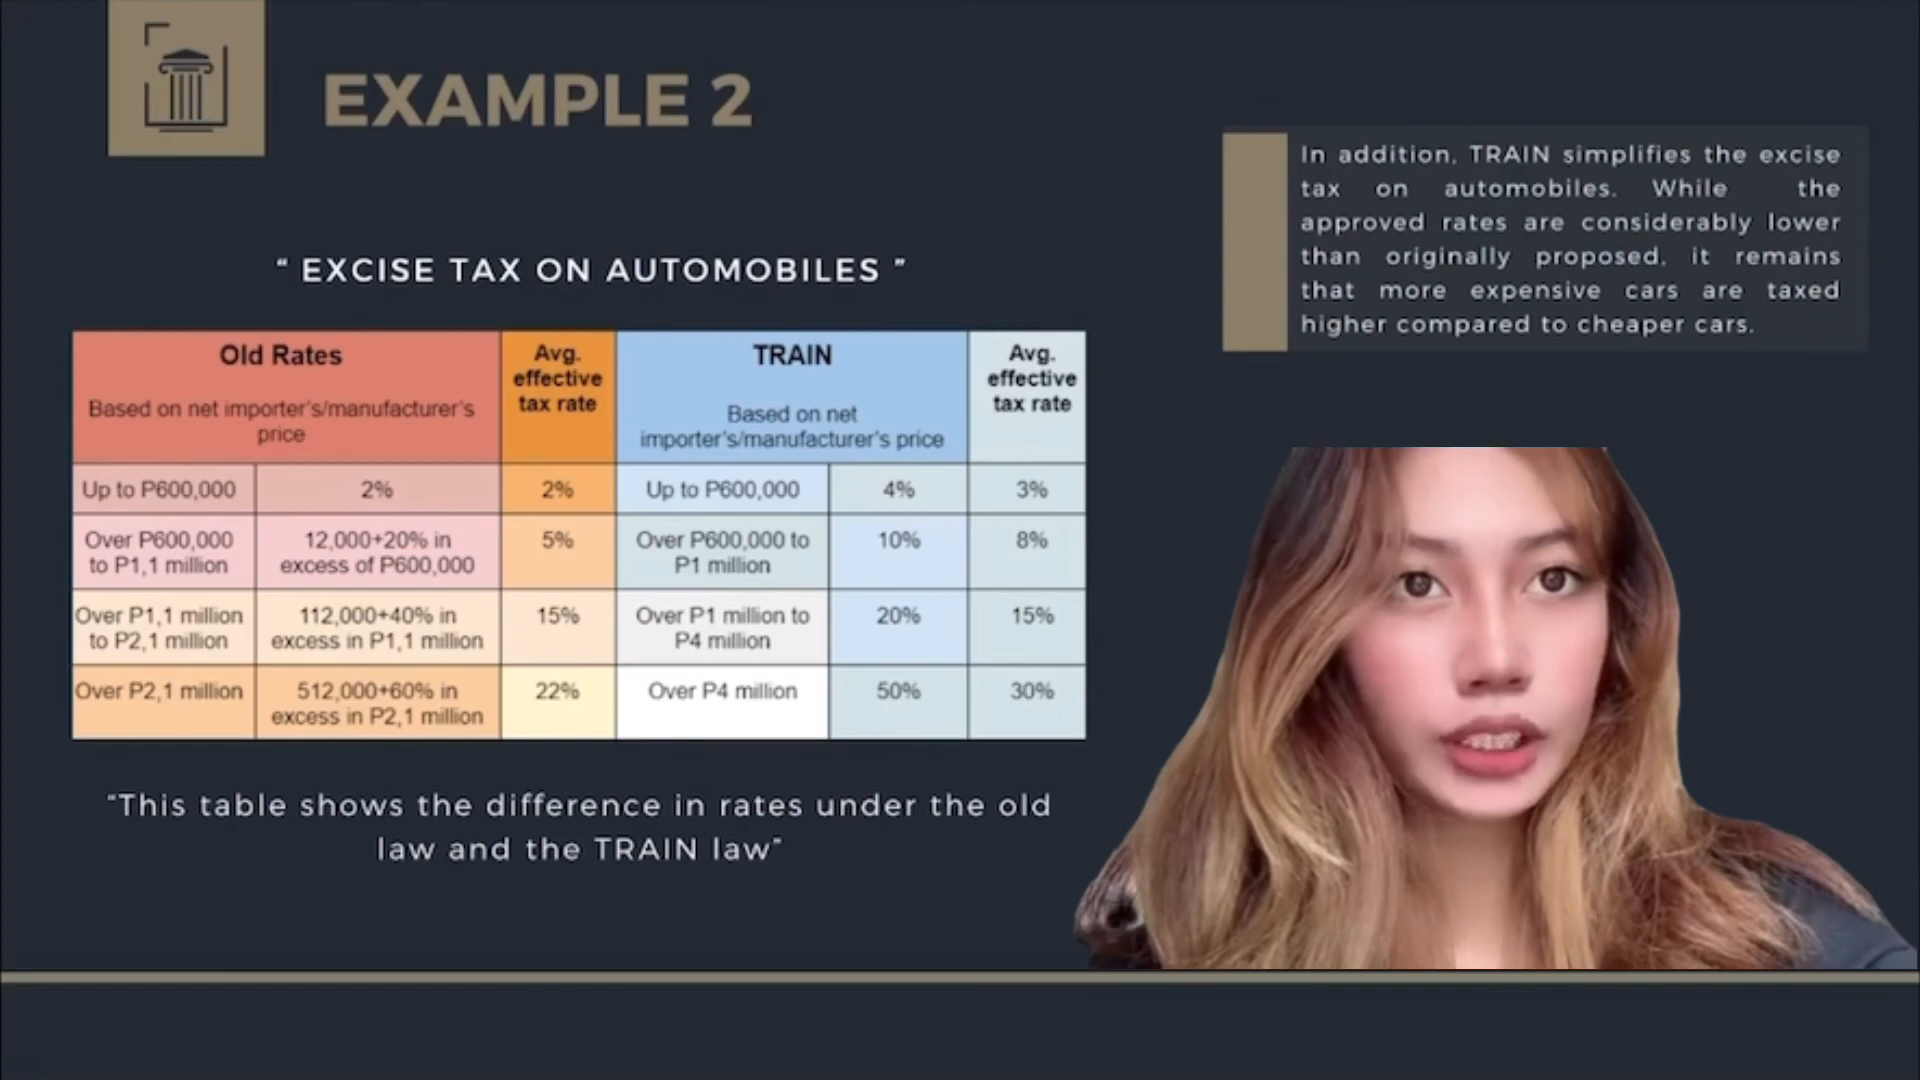 EXAMPLE 2
In addition, TRAIN simplifies the excise
tax on automobiles. While the
approved rates are considerably lower
than originally proposed, it remains
that more expensive cars are taxed
higher compared to cheaper cars.
“ EXCISE TAX ON AUTOMOBILES ”
Old Rates
Based on net importer's/manufacturer's
price
Avg.
effective
tax rate
TRAIN
Based on net
importer's/manufacturer's price
Avg.
effective
tax rate
Up to P600,000
2%
2%
Up to P600,000
4%
3%
Over P600,000
to P1,1 million
12,000+20% in
excess of P600,000
5%
Over P600,000 to
P1 million
10%
8%
Over P1,1 million
to P2,1 million
112,000+40% in
excess in P1,1 million
15%
Over P1 million to
P4 million
20%
15%
Over P2,1 million
512,000+60% in
excess in P2,1 million
22%
Over P4 million
50%
30%
“This table shows the difference in rates under the old
law and the TRAIN law”